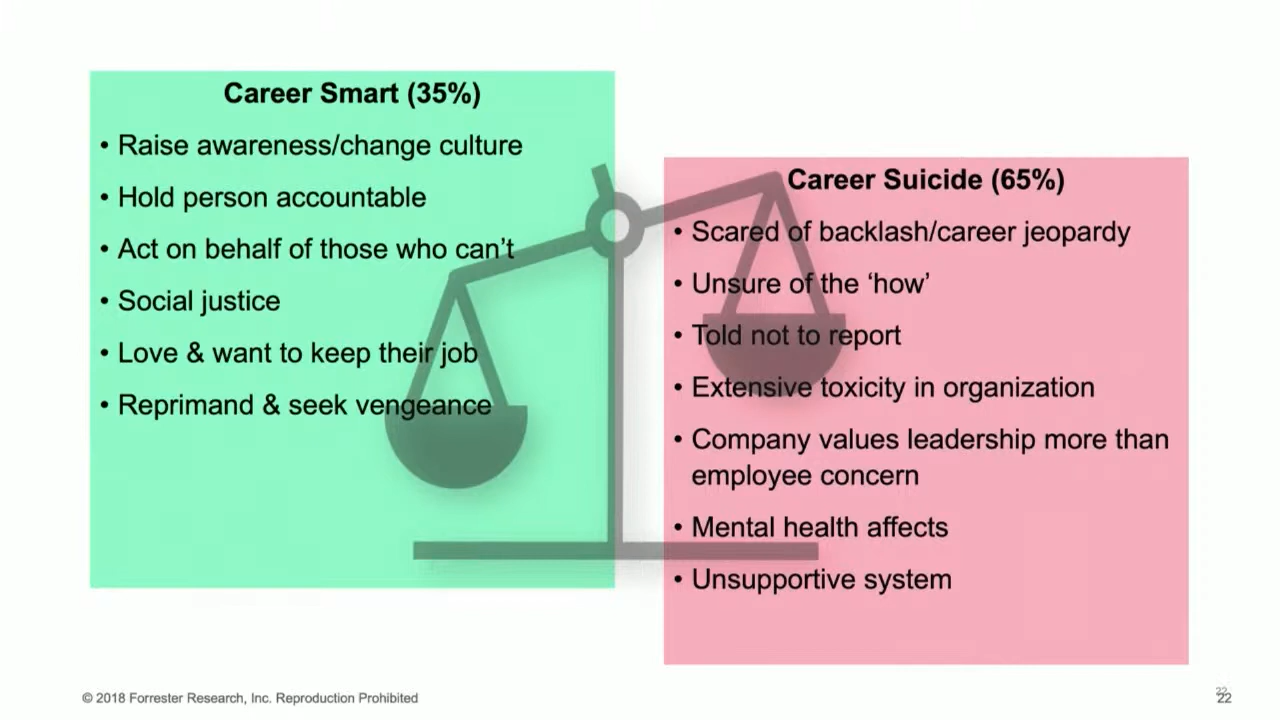 Career Smart (35%)
• Raise awareness/change culture
• Hold person accountable
• Act on behalf of those who can’t
• Social justice
• Love & want to keep their job
• Reprimand & seek vengeance
Career Suicide (65%)
• Scared of backlash/career jeopardy
• Unsure of the ‘how’
• Told not to report
• Extensive toxicity in organization
• Company values leadership more than
employee concern
• Mental health affects
• Unsupportive system
© 2018 Forrester Research, Inc. Reproduction Prohibited
22
22